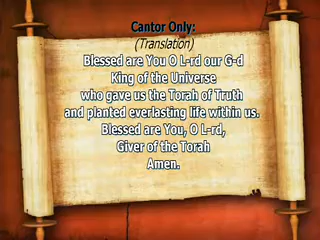 Cantor Only:
(Translation)
Blessed are You O L-rd our G-d
King of the Universe
who gave us the Torah of Truth
and planted everlasting life within us.
Blessed are You, O L-rd,
Giver of the Torah
Amen.